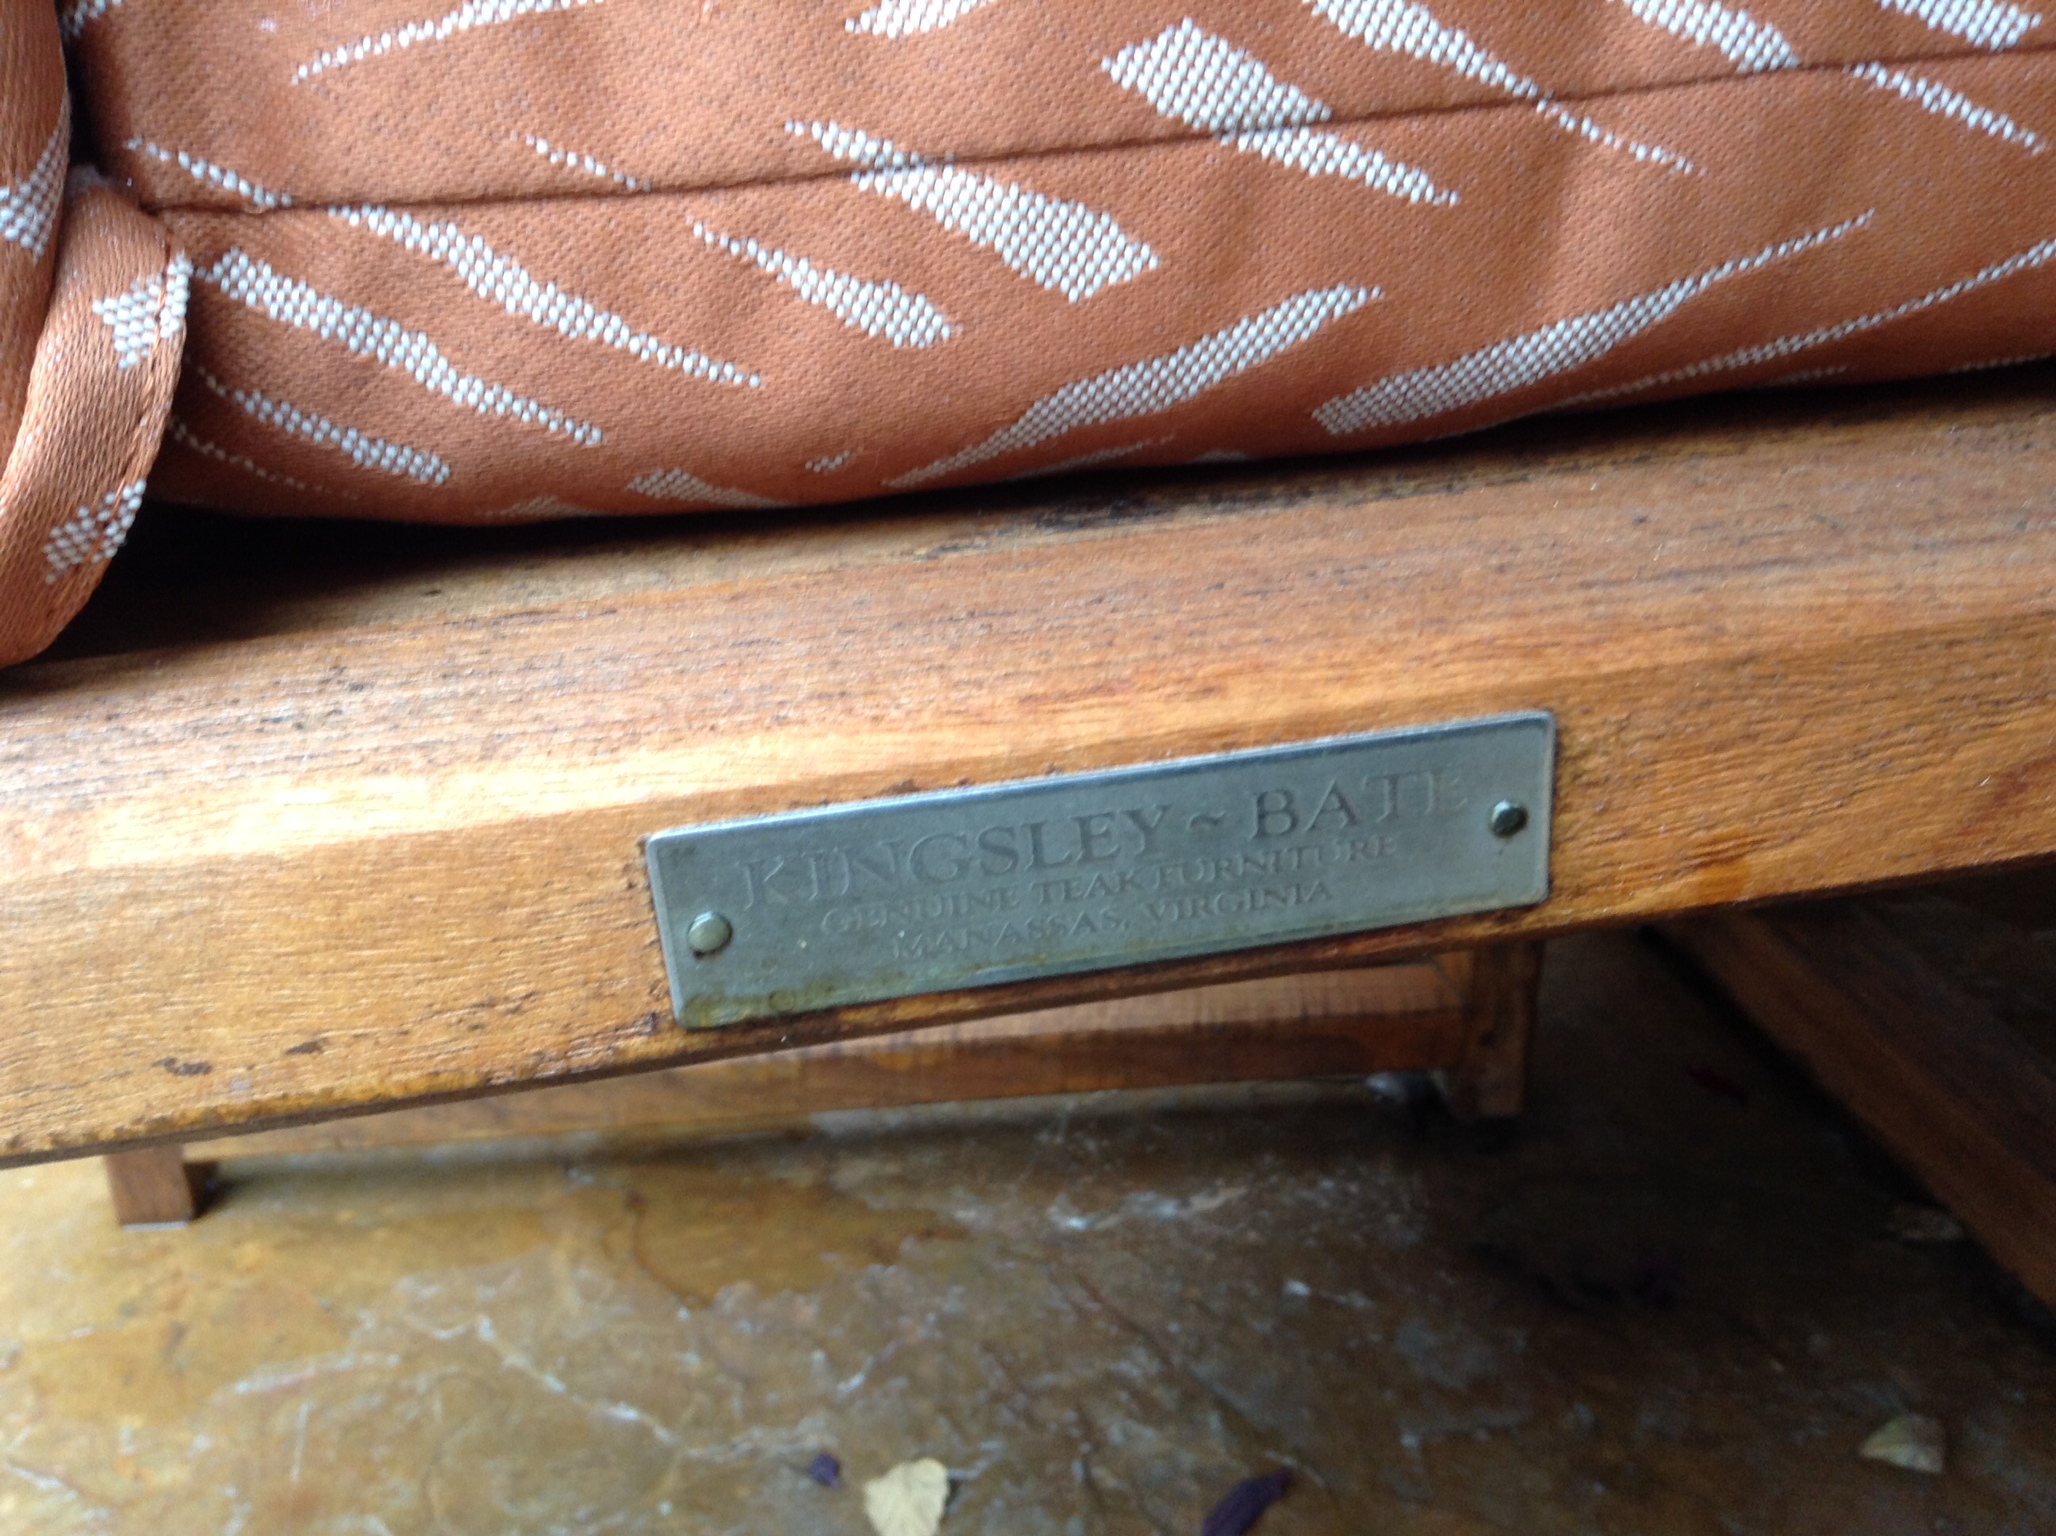 KINGSLEY ~ BATE
GENUINE TEAK FURNITURE
MANASSAS, VIRGINIA